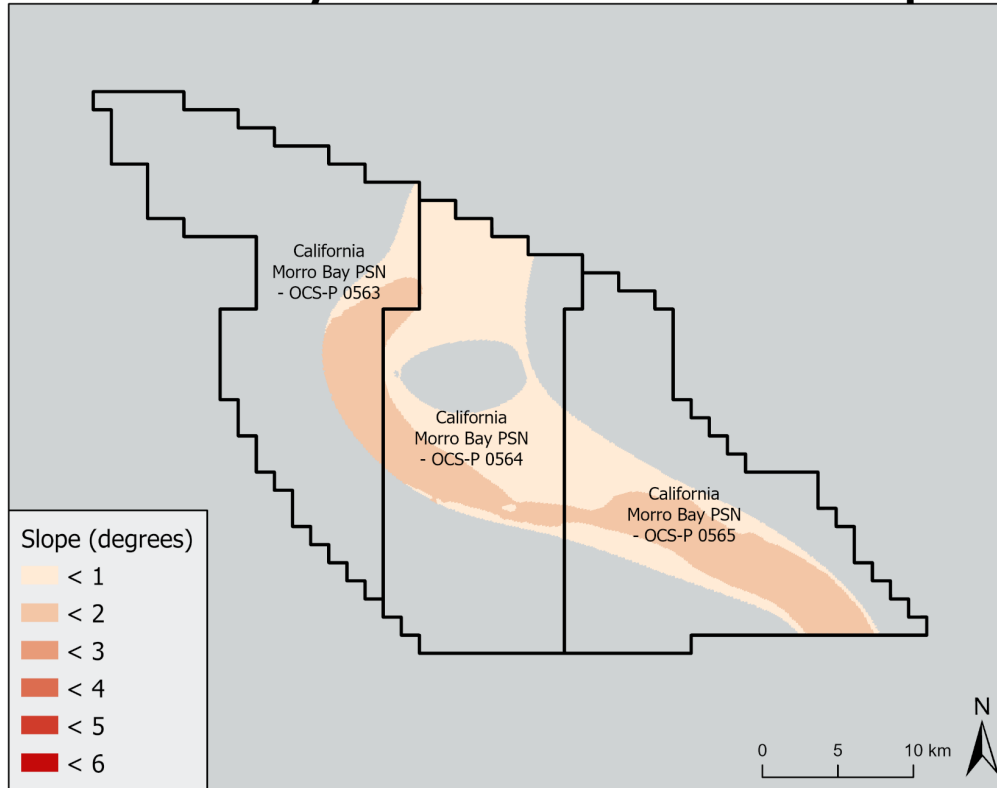 California
Morro Bay PSN
- OCS-P 0563
California
Morro Bay PSN
- OCS-P 0564
California
Morro Bay PSN
- OCS-P 0565
Slope (degrees)
< 1
< 2
< 3
< 4
< 5
< 6
N
0 5 10 km